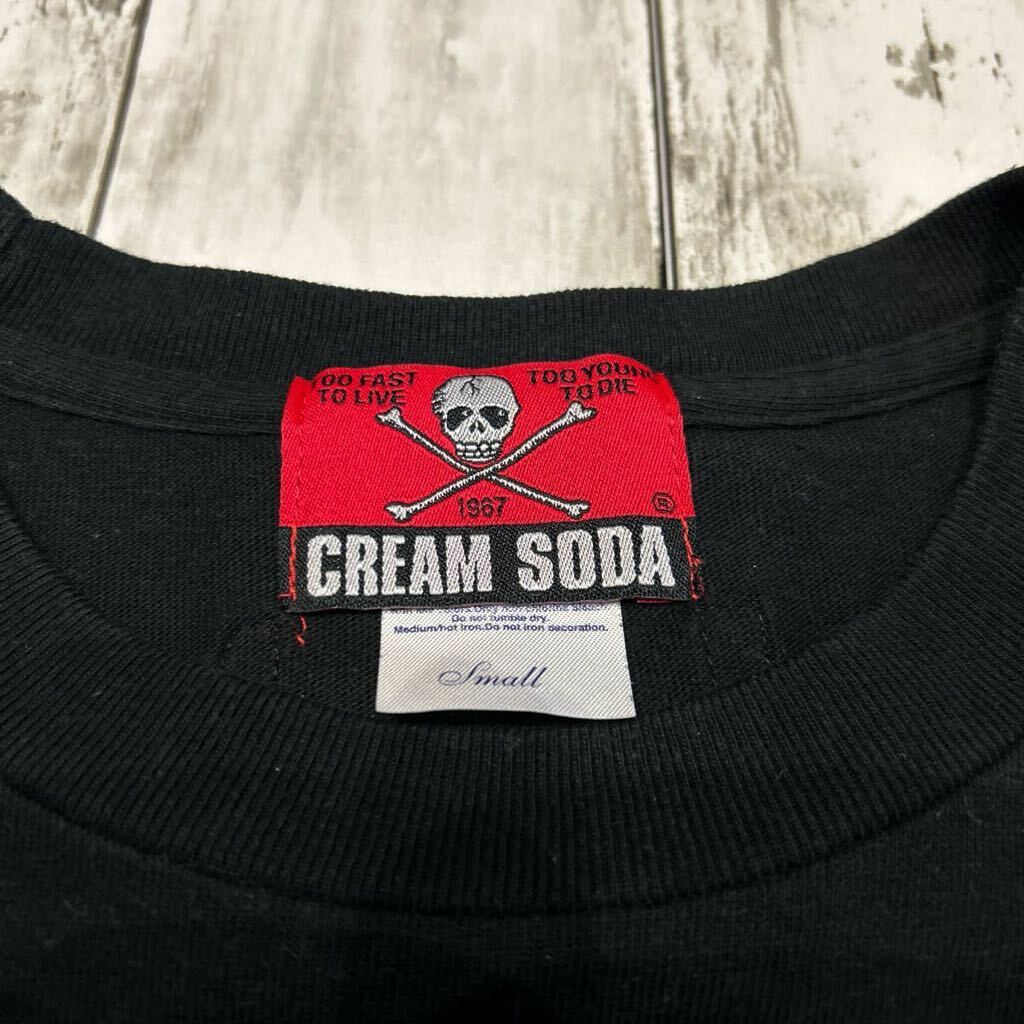 TOO FAST
TO LIVE
TOO YOUNG
TO DIE
1967
®
CREAM SODA
Do not tumble dry.
Medium/hot iron.Do not iron decoration.
Small